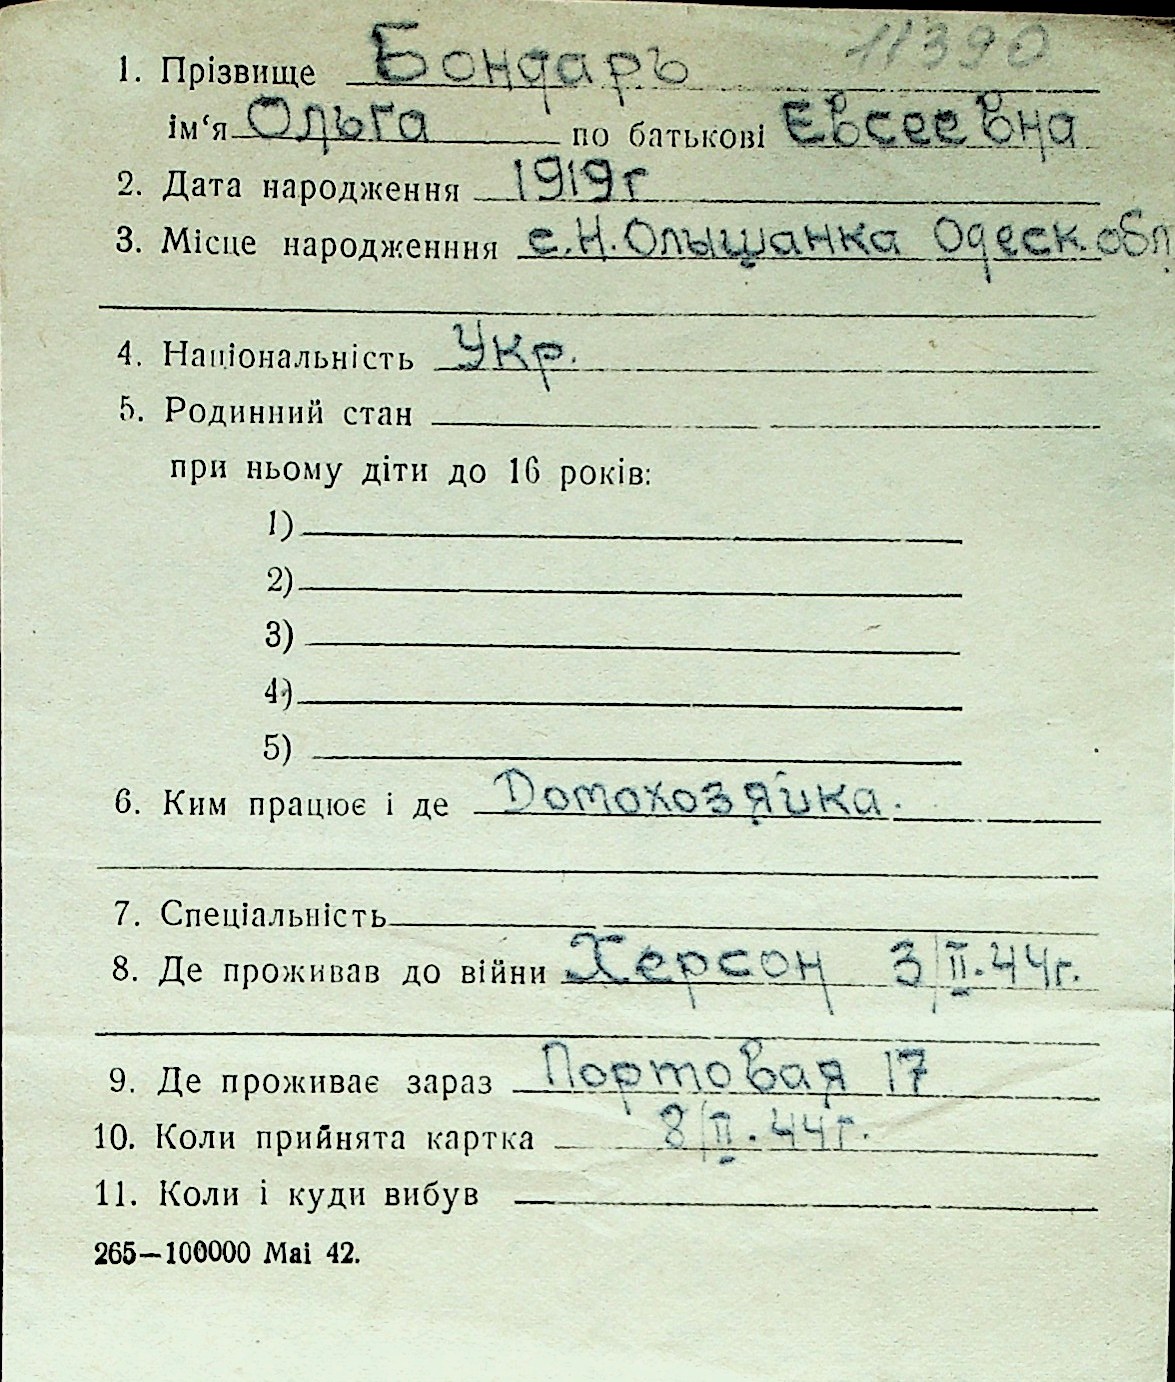 11390
1. Прізвище Бондарь
ім‘я Ольга по батькові Евсеевна
2. Дата народження 1919г
3. Місце народженння с.Н.Олышанка Одеск.обл.
4. Національність Укр.
5. Родинний стан
при ньому діти до 16 років:
1)
2)
3)
4)
5)
6. Ким працює і де Домохозяйка.
7. Спеціальність
8. Де проживав до війни Херсон 3/II.44г.
9. Де проживає зараз Портовая 17
10. Коли прийнята картка 8/II.44г.
11. Коли і куди вибув
265—100000 Mai 42.